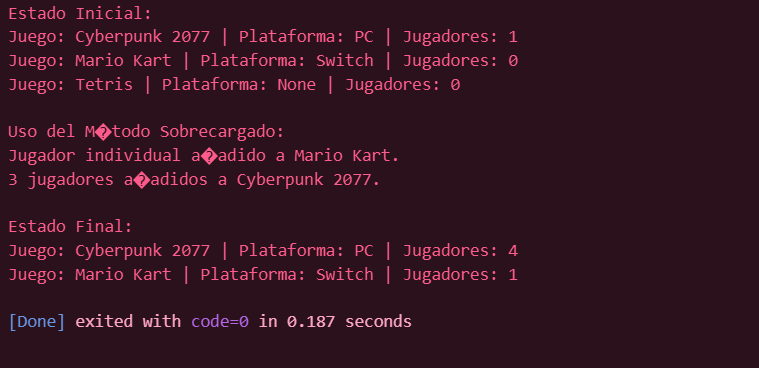 Estado Inicial:
Juego: Cyberpunk 2077 | Plataforma: PC | Jugadores: 1
Juego: Mario Kart | Plataforma: Switch | Jugadores: 0
Juego: Tetris | Plataforma: None | Jugadores: 0
Uso del M�todo Sobrecargado:
Jugador individual a�adido a Mario Kart.
3 jugadores a�adidos a Cyberpunk 2077.
Estado Final:
Juego: Cyberpunk 2077 | Plataforma: PC | Jugadores: 4
Juego: Mario Kart | Plataforma: Switch | Jugadores: 1
[Done] exited with code=0 in 0.187 seconds